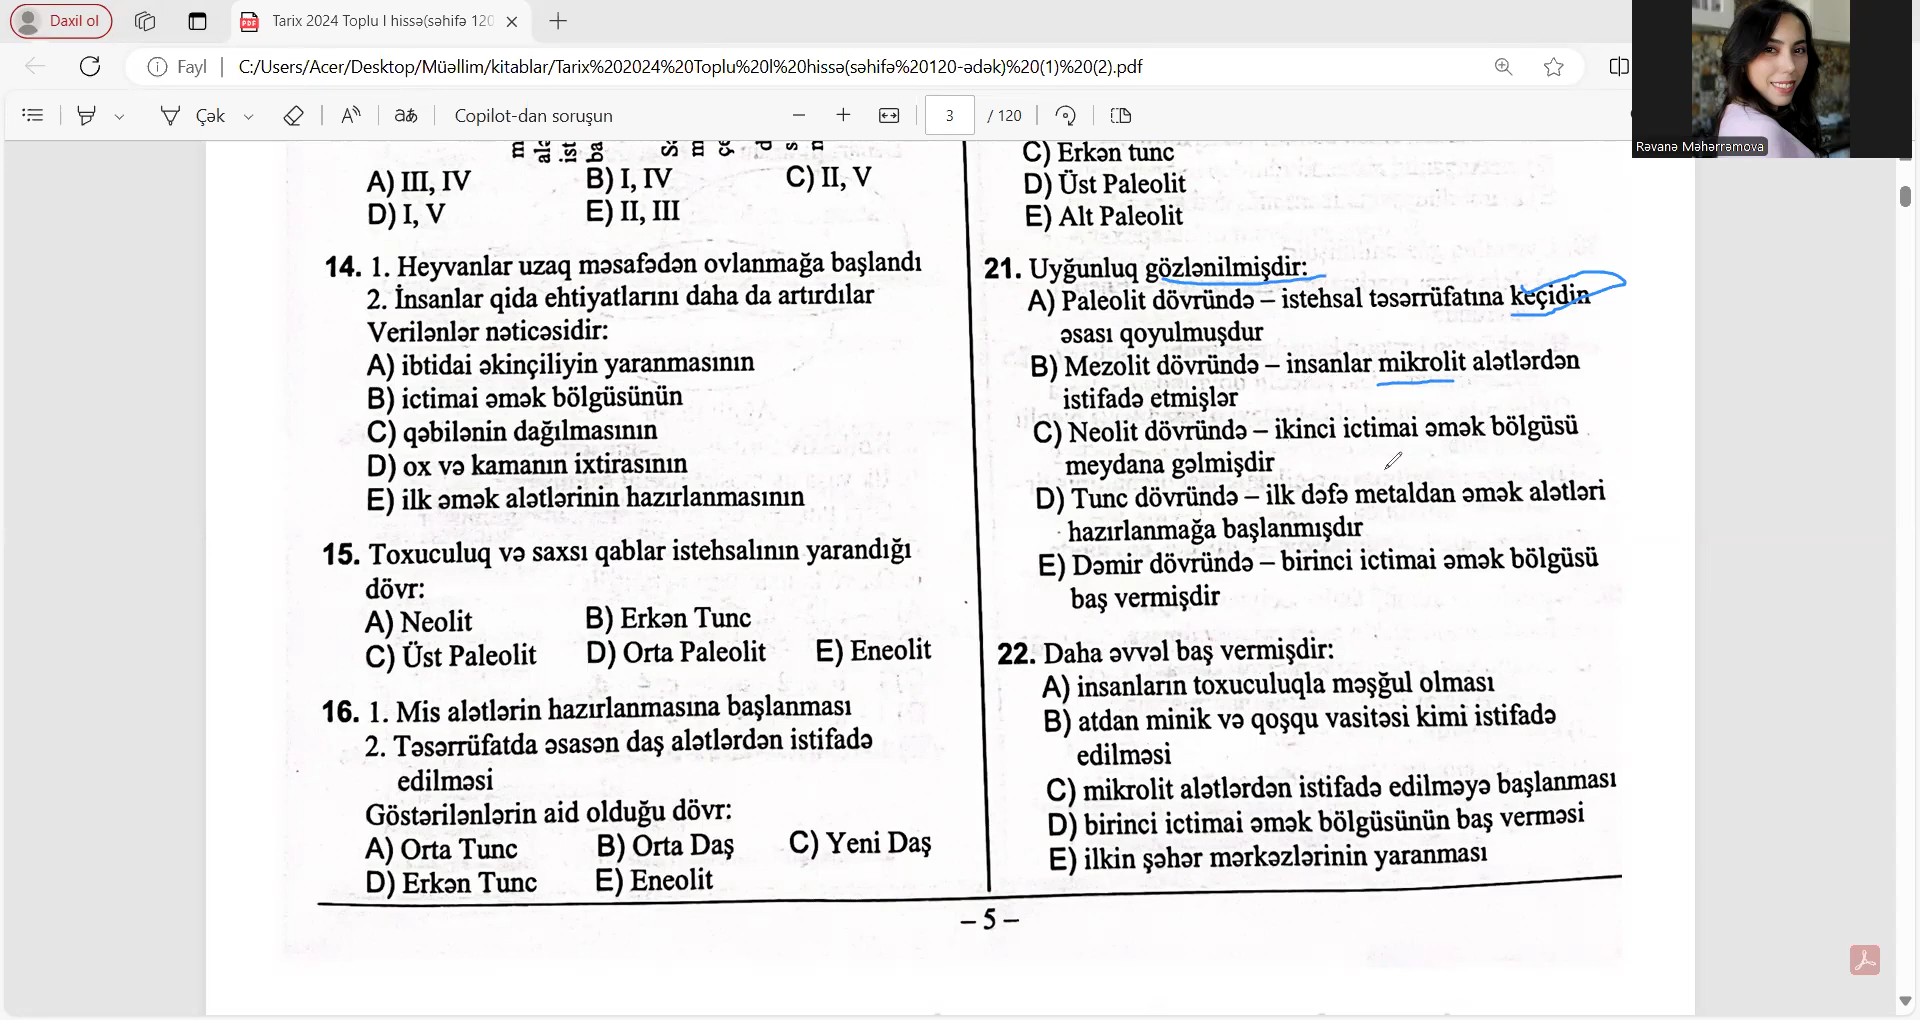 Daxil ol
Tarix 2024 Toplu I hissə(səhifə 120
Fayl
C:/Users/Acer/Desktop/Müəllim/kitablar/Tarix%202024%20Toplu%20I%20hissə(səhifə%20120-ədək)%20(1)%20(2).pdf
Çək
Copilot-dan soruşun
3 / 120
Rəvanə Məhərrəmova
A) III, IV B) I, IV C) II, V
D) I, V E) II, III
14. 1. Heyvanlar uzaq məsafədən ovlanmağa başlandı
2. İnsanlar qida ehtiyatlarını daha da artırdılar
Verilənlər nəticəsidir:
A) ibtidai əkinçiliyin yaranmasının
B) ictimai əmək bölgüsünün
C) qəbilənin dağılmasının
D) ox və kamanın ixtirasının
E) ilk əmək alətlərinin hazırlanmasının
15. Toxuculuq və saxsı qablar istehsalının yarandığı
dövr:
A) Neolit B) Erkən Tunc
C) Üst Paleolit D) Orta Paleolit E) Eneolit
16. 1. Mis alətlərin hazırlanmasına başlanması
2. Təsərrüfatda əsasən daş alətlərdən istifadə
edilməsi
Göstərilənlərin aid olduğu dövr:
A) Orta Tunc B) Orta Daş C) Yeni Daş
D) Erkən Tunc E) Eneolit
C) Erkən tunc
D) Üst Paleolit
E) Alt Paleolit
21. Uyğunluq gözlənilmişdir:
A) Paleolit dövründə – istehsal təsərrüfatına keçidin
əsası qoyulmuşdur
B) Mezolit dövründə – insanlar mikrolit alətlərdən
istifadə etmişlər
C) Neolit dövründə – ikinci ictimai əmək bölgüsü
meydana gəlmişdir
D) Tunc dövründə – ilk dəfə metaldan əmək alətləri
hazırlanmağa başlanmışdır
E) Dəmir dövründə – birinci ictimai əmək bölgüsü
baş vermişdir
22. Daha əvvəl baş vermişdir:
A) insanların toxuculuqla məşğul olması
B) atdan minik və qoşqu vasitəsi kimi istifadə
edilməsi
C) mikrolit alətlərdən istifadə edilməyə başlanması
D) birinci ictimai əmək bölgüsünün baş verməsi
E) ilkin şəhər mərkəzlərinin yaranması
– 5 –